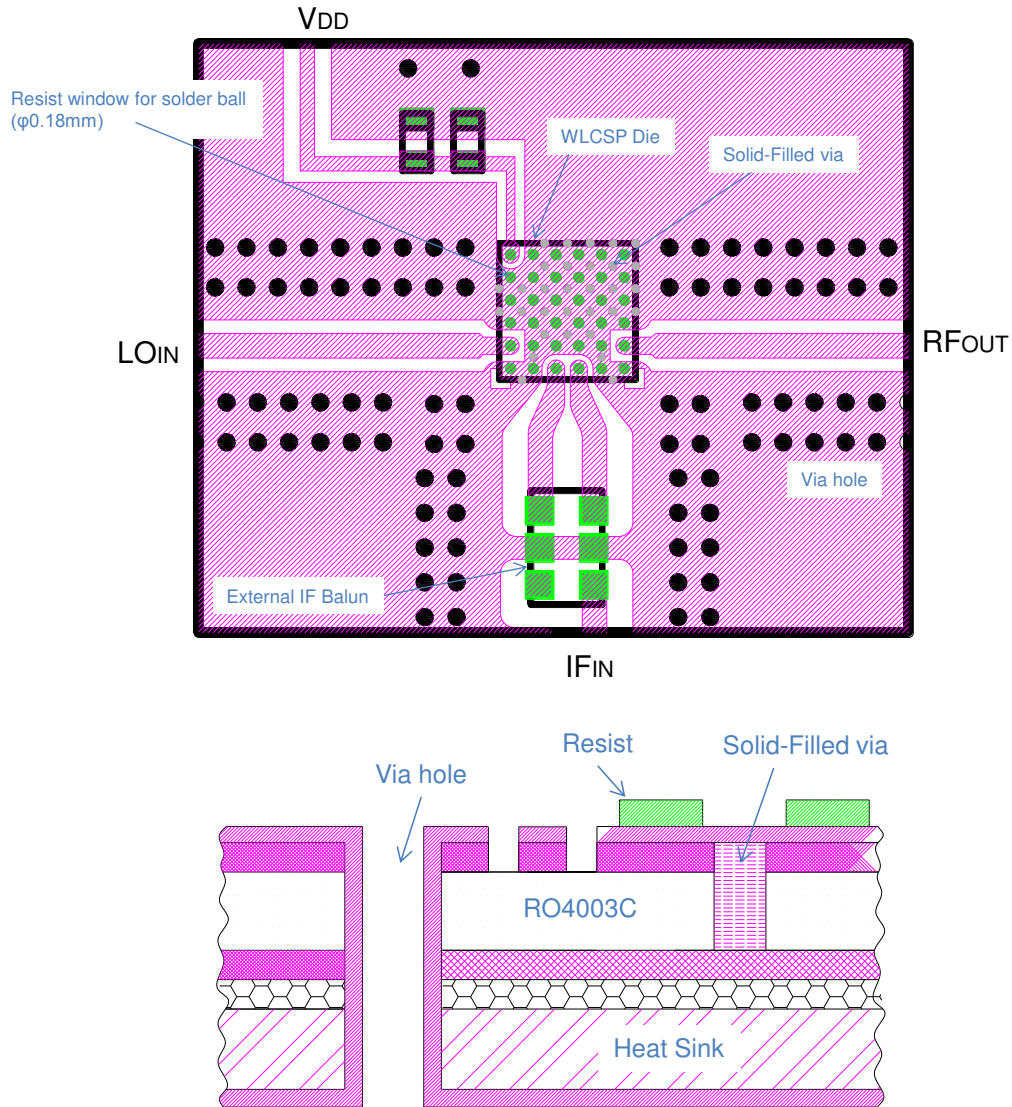 VDD
Resist window for solder ball
(φ0.18mm)
WLCSP Die
Solid-Filled via
LOIN
RFOUT
Via hole
External IF Balun
IFIN
Resist
Solid-Filled via
Via hole
RO4003C
Heat Sink